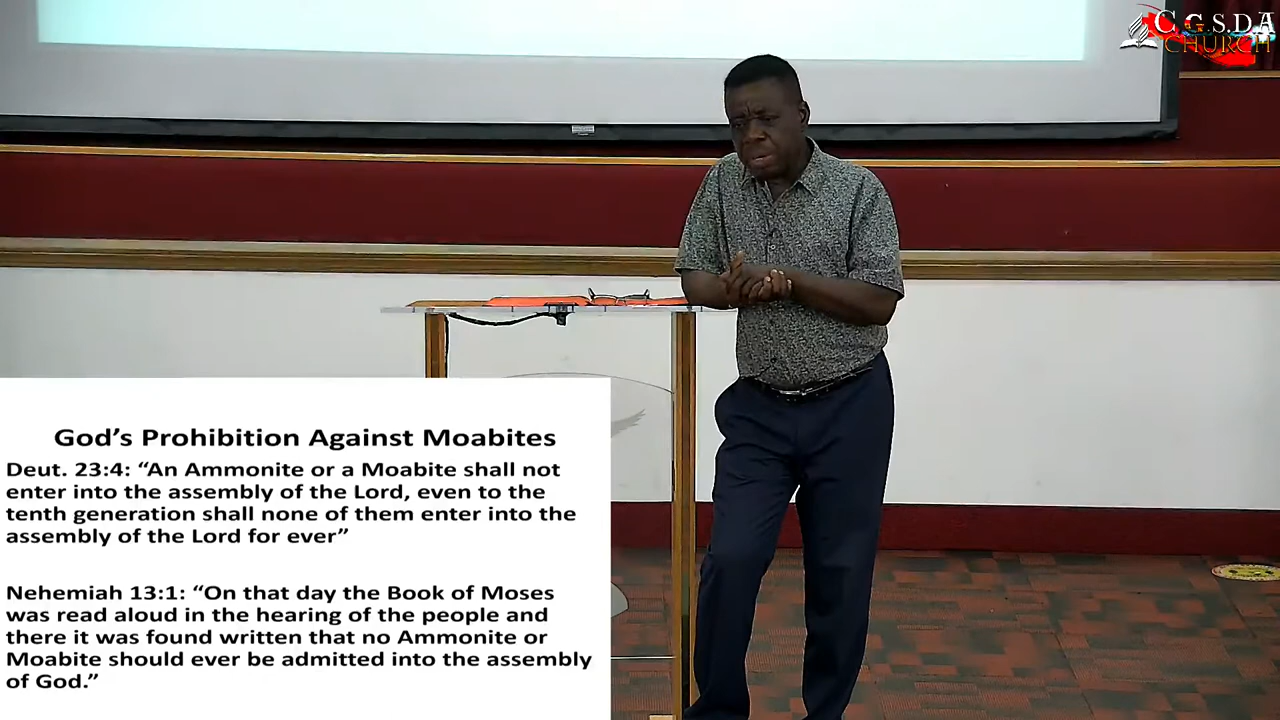 C.G.S.D.A
CHURCH
God’s Prohibition Against Moabites
Deut. 23:4: “An Ammonite or a Moabite shall not
enter into the assembly of the Lord, even to the
tenth generation shall none of them enter into the
assembly of the Lord for ever”
Nehemiah 13:1: “On that day the Book of Moses
was read aloud in the hearing of the people and
there it was found written that no Ammonite or
Moabite should ever be admitted into the assembly
of God.”